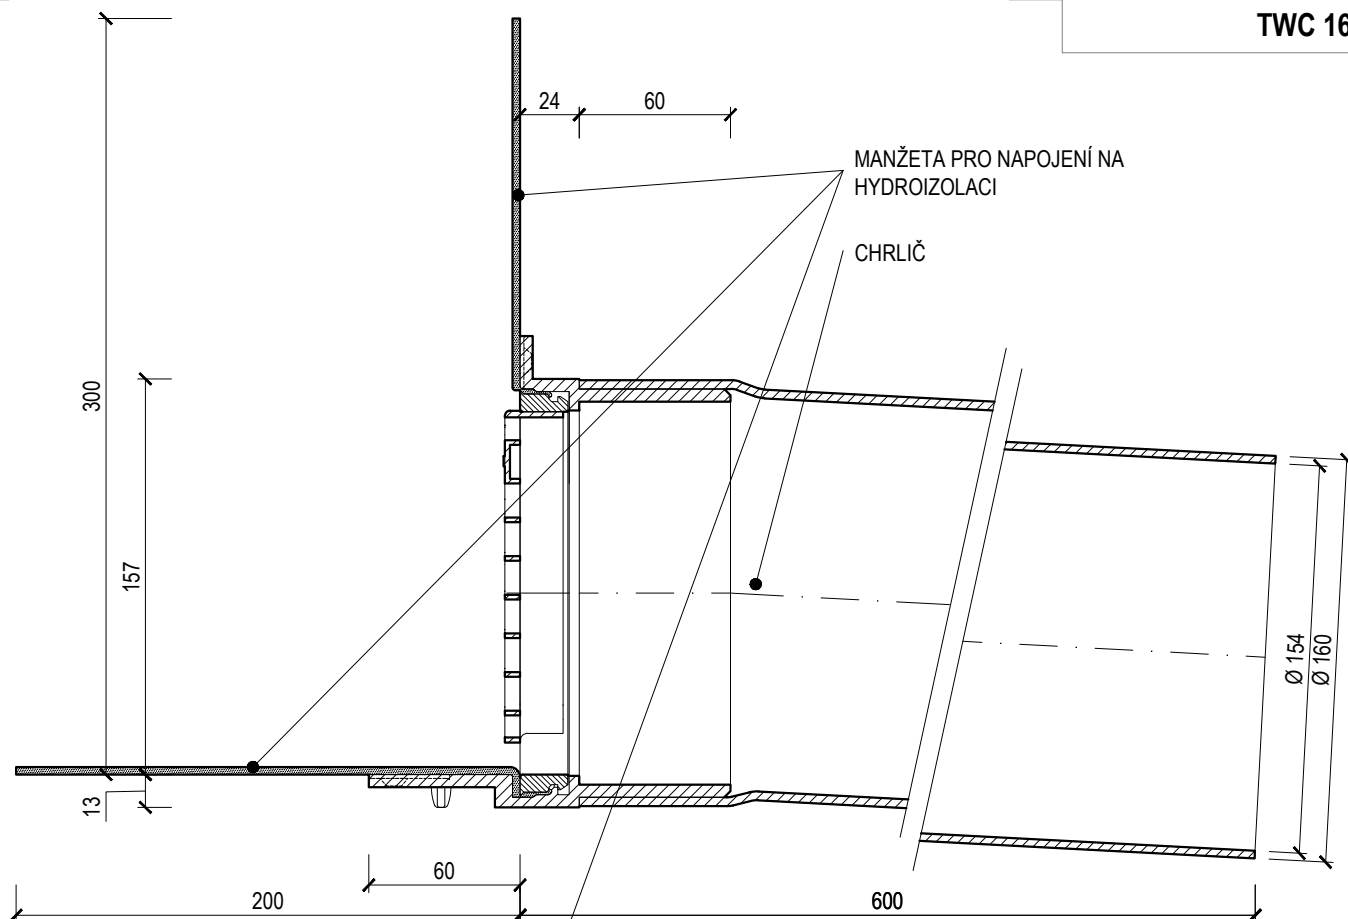 TWC 16
24
60
MANŽETA PRO NAPOJENÍ NA
HYDROIZOLACI
CHRLIČ
300
157
13
Ø 154
Ø 160
60
200
600